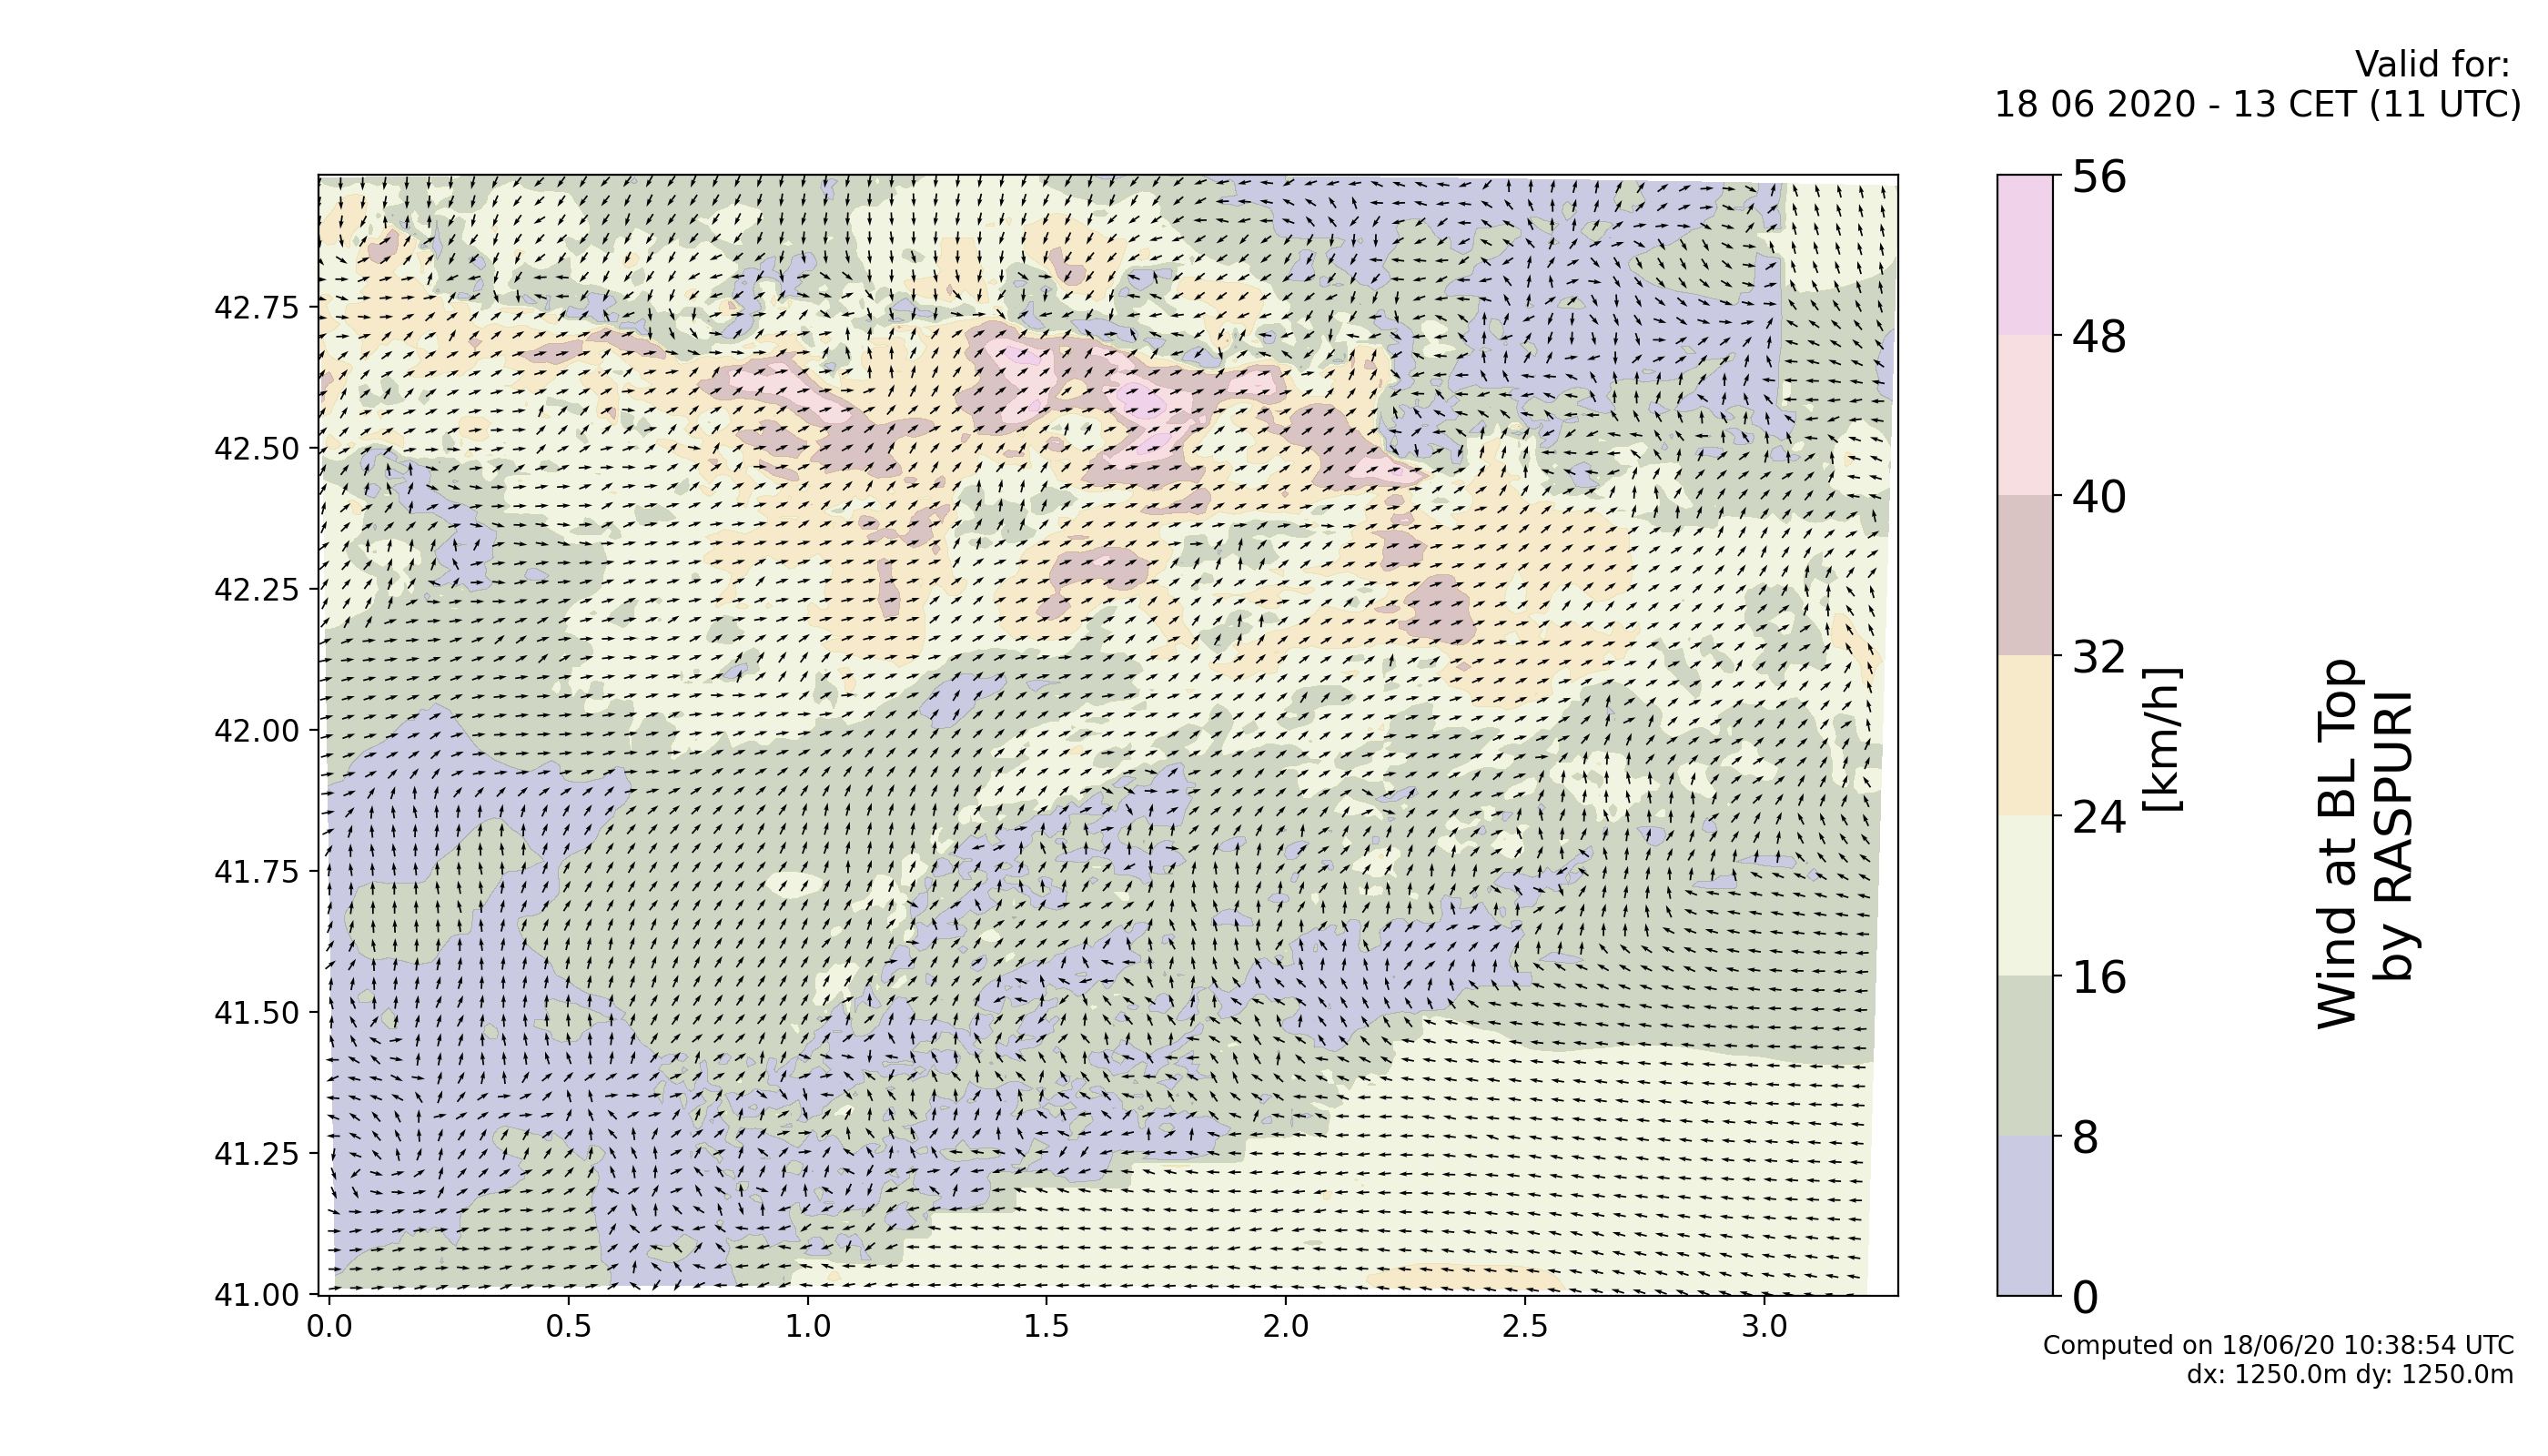 Valid for:
18 06 2020 - 13 CET (11 UTC)
42.75
42.50
42.25
42.00
41.75
41.50
41.25
41.00
0.0 0.5 1.0 1.5 2.0 2.5 3.0
56
48
40
32
24
16
8
0
[km/h]
Wind at BL Top
by RASPURI
Computed on 18/06/20 10:38:54 UTC
dx: 1250.0m dy: 1250.0m